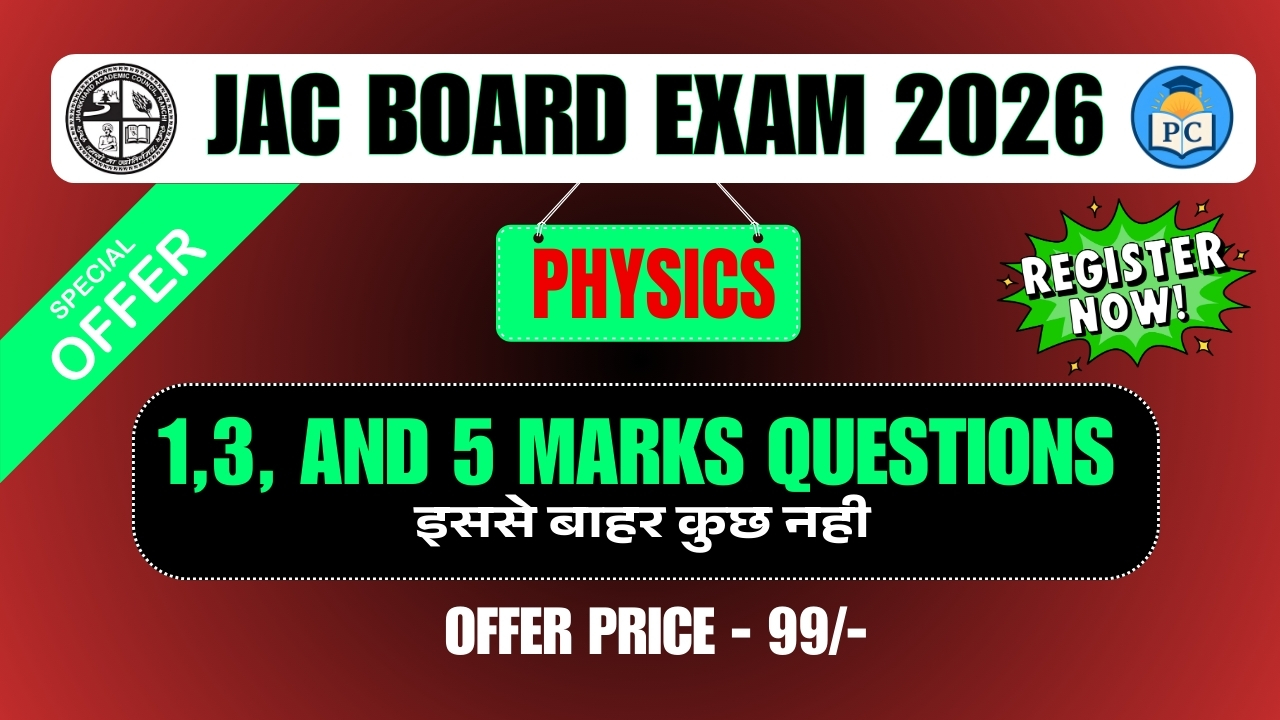 JAC BOARD EXAM 2026
PC
SPECIAL
OFFER
PHYSICS
REGISTER
NOW!
1,3, AND 5 MARKS QUESTIONS
इससे बाहर कुछ नही
OFFER PRICE - 99/-